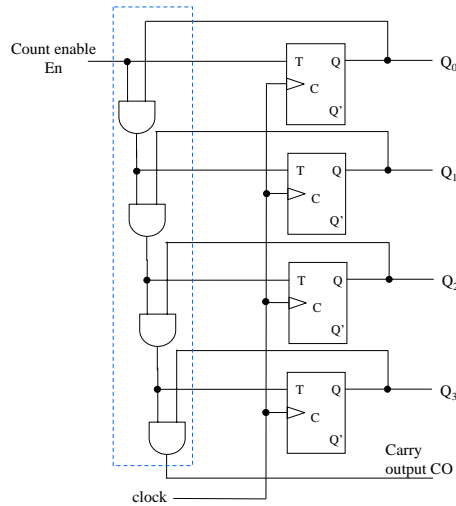 Count enable
En
T
Q
C
Q'
Q0
T
Q
C
Q'
Q1
T
Q
C
Q'
Q2
T
Q
C
Q'
Q3
Carry
output CO
clock